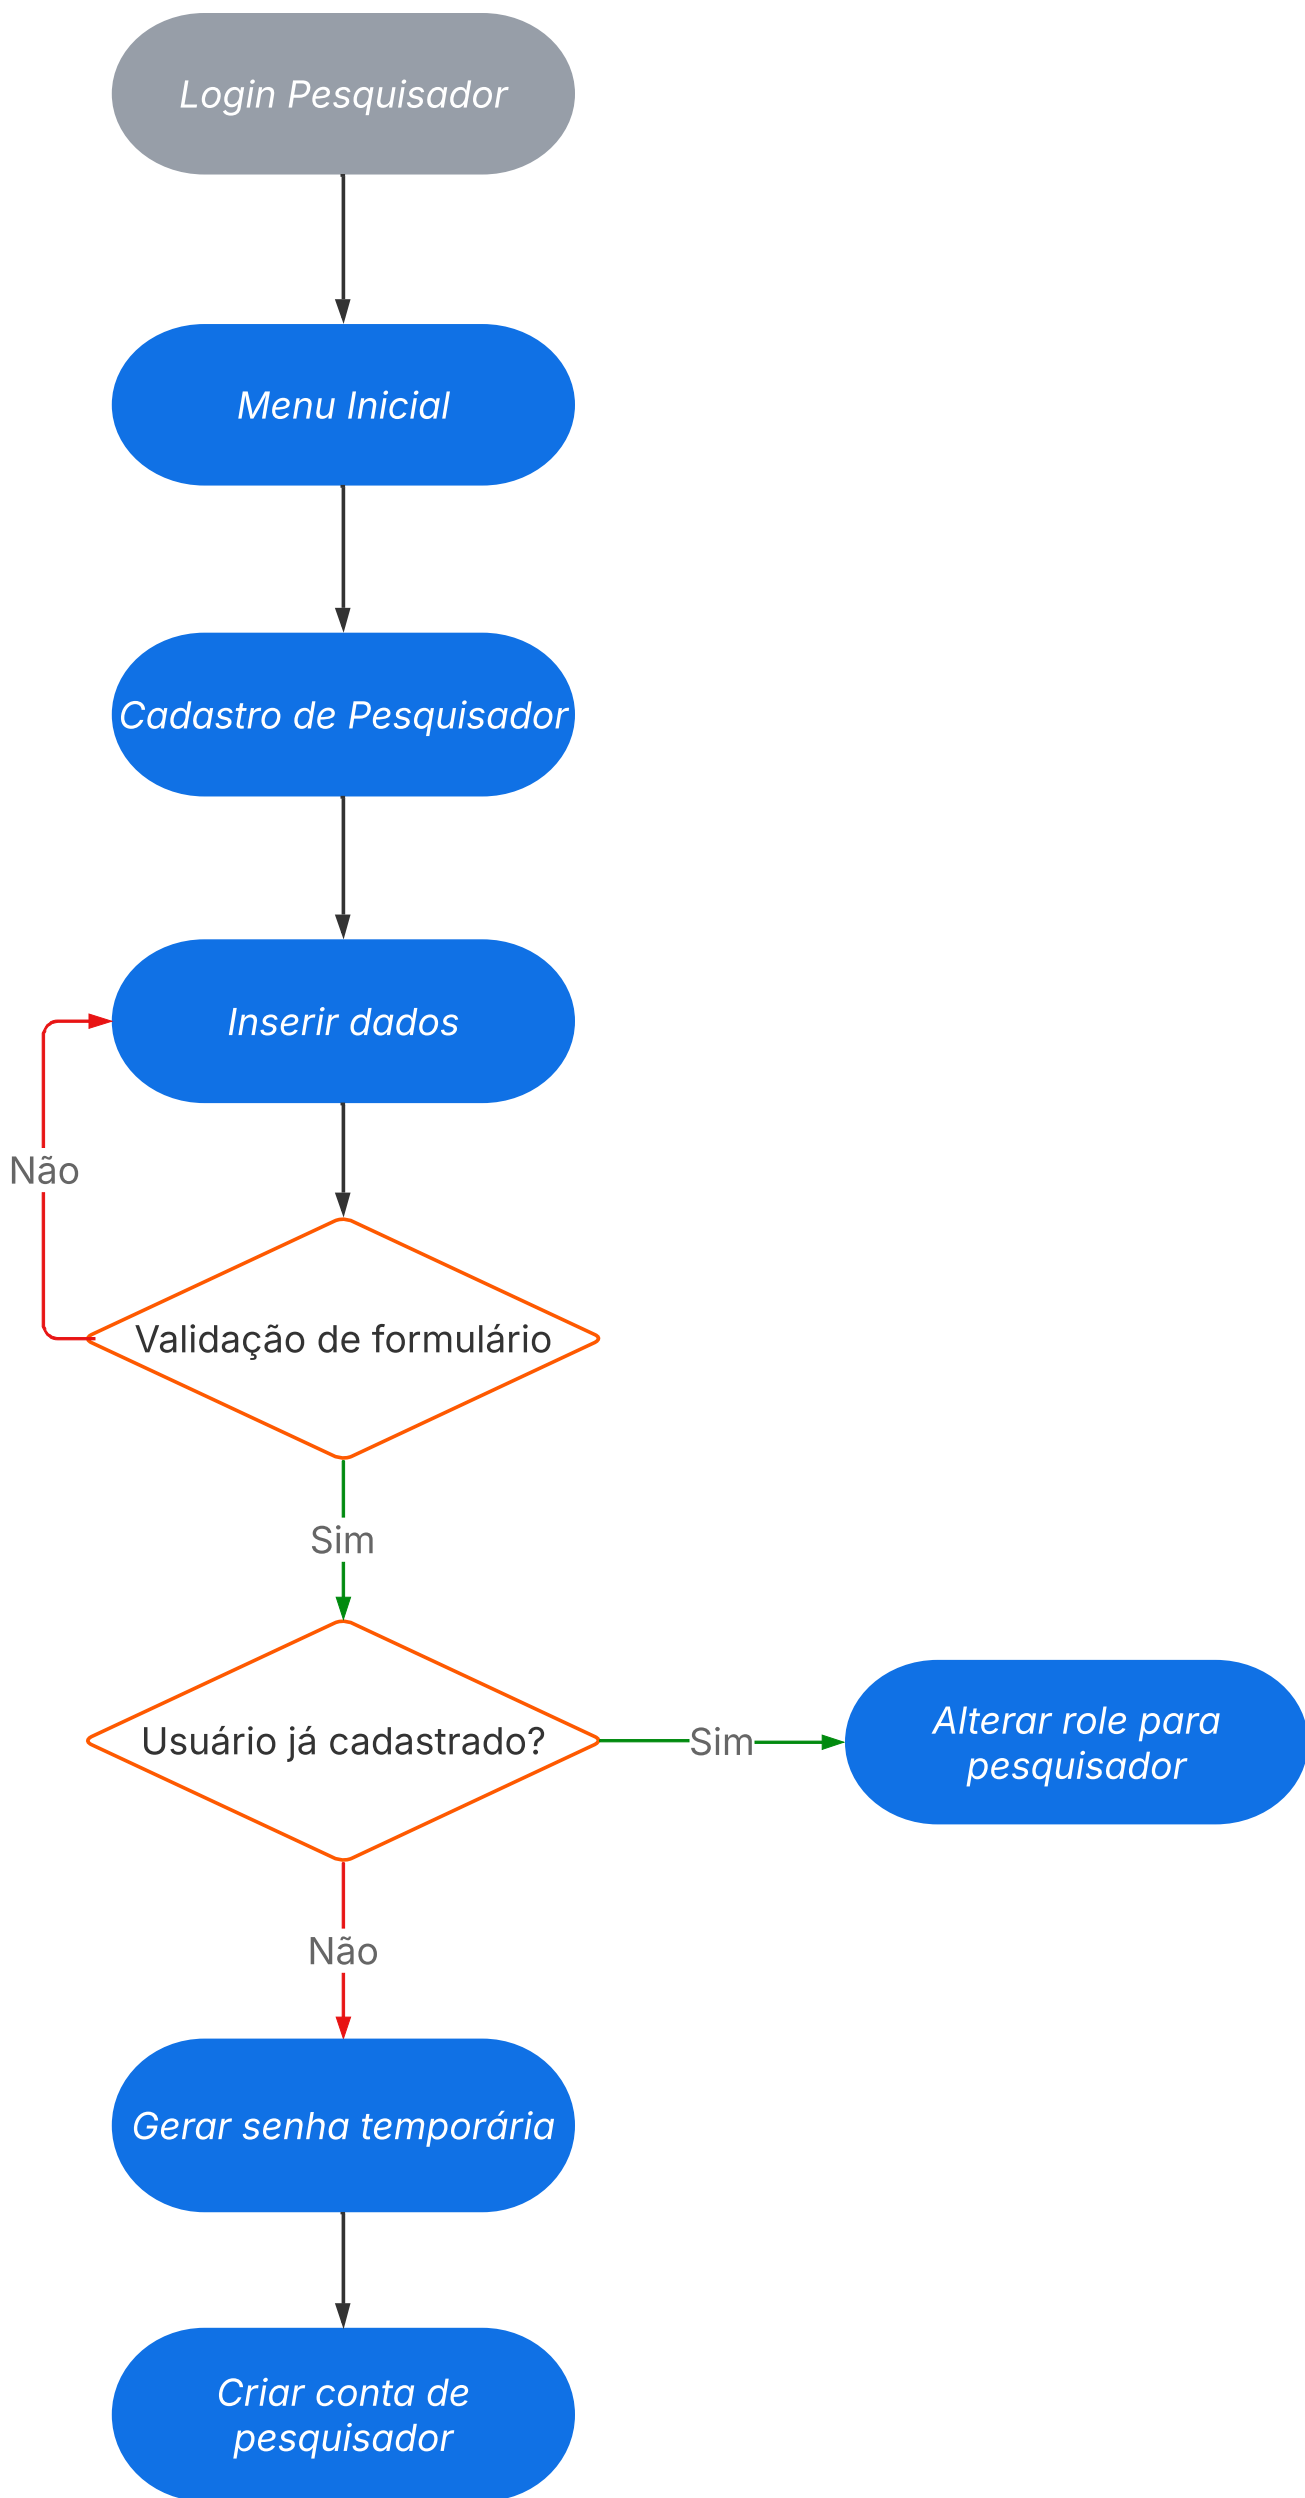 Login Pesquisador
Menu Inicial
Cadastro de Pesquisador
Inserir dados
Não
Validação de formulário
Sim
Usuário já cadastrado?
Sim
Alterar role para
pesquisador
Não
Gerar senha temporária
Criar conta de
pesquisador